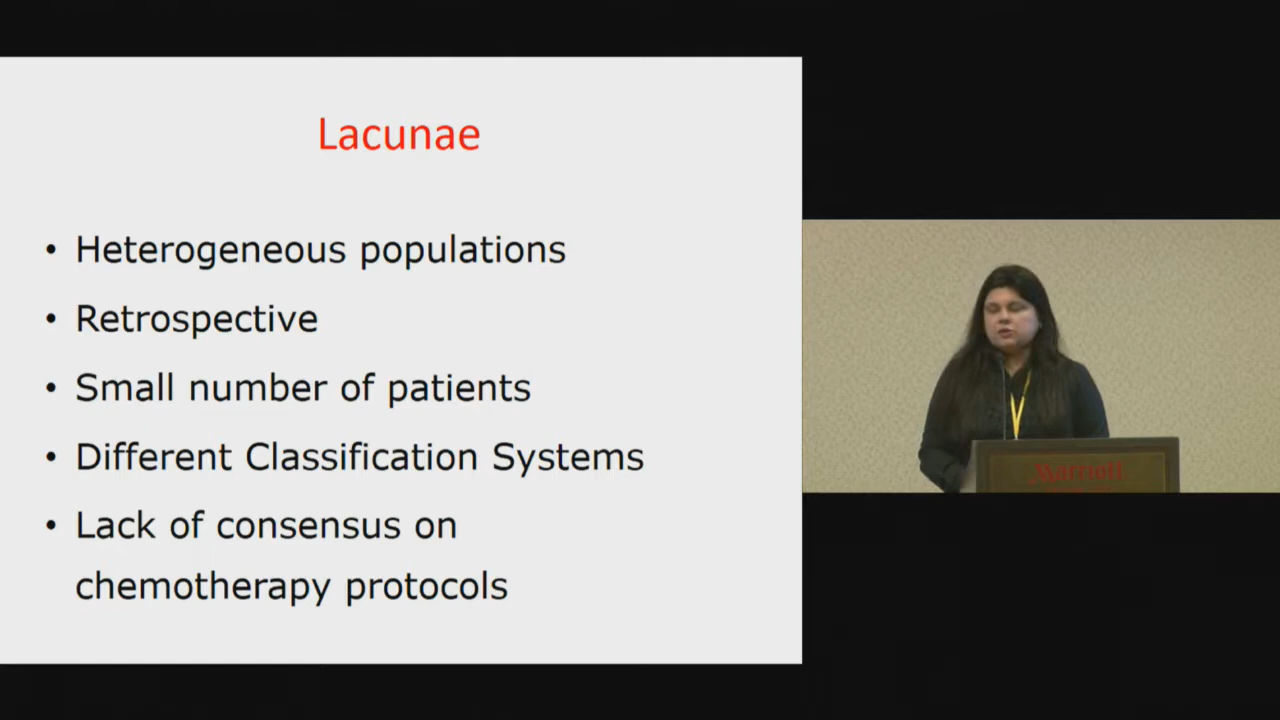 Lacunae
• Heterogeneous populations
• Retrospective
• Small number of patients
• Different Classification Systems
• Lack of consensus on
chemotherapy protocols
Marriott